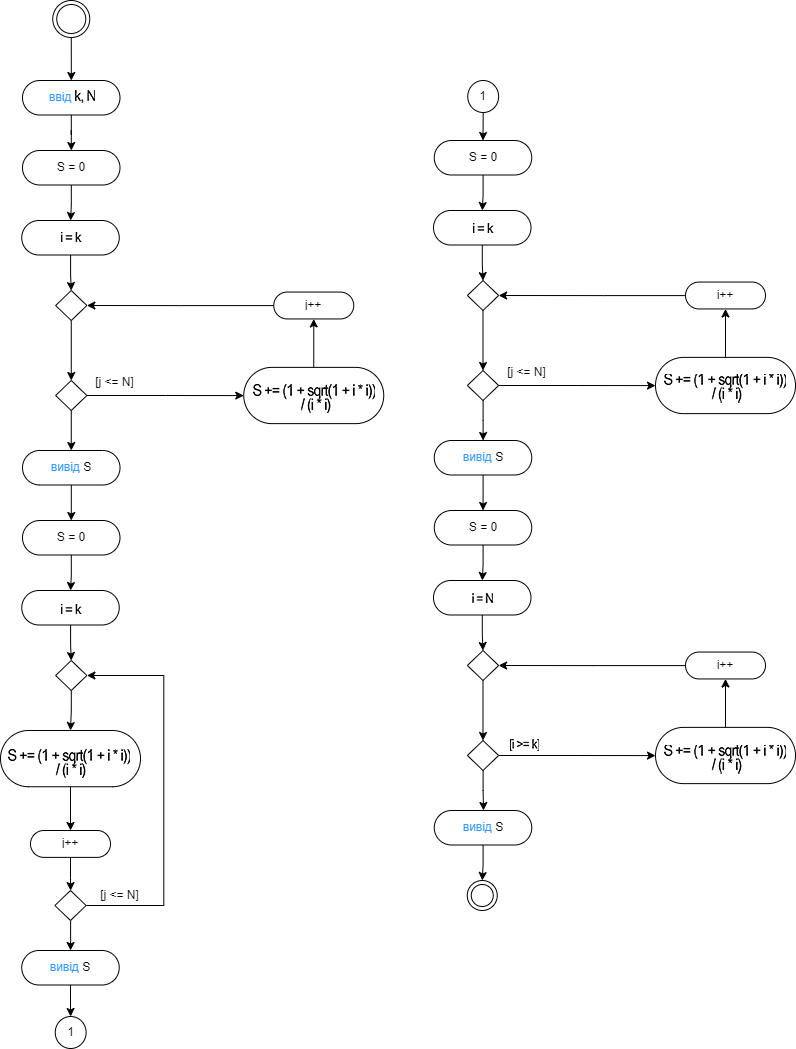 ввід k, N
S = 0
i = k
i++
[j <= N]
S += (1 + sqrt(1 + i * i))
/ (i * i)
вивід S
S = 0
i = k
S += (1 + sqrt(1 + i * i))
/ (i * i)
i++
[j <= N]
вивід S
1
1
S = 0
i = k
i++
[j <= N]
S += (1 + sqrt(1 + i * i))
/ (i * i)
вивід S
S = 0
i = N
i++
[i >= k]
S += (1 + sqrt(1 + i * i))
/ (i * i)
вивід S